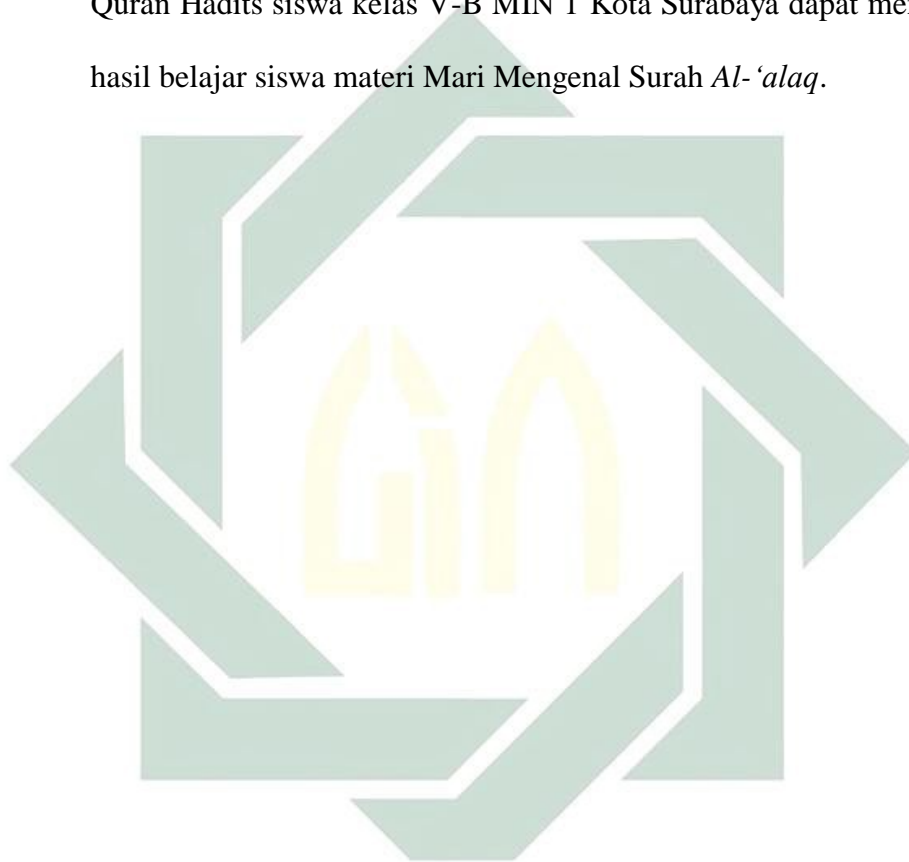 Quran Hadits siswa kelas V-B MIN 1 Kota Surabaya dapat
hasil belajar siswa materi Mari Mengenal Surah Al-‘alaq.